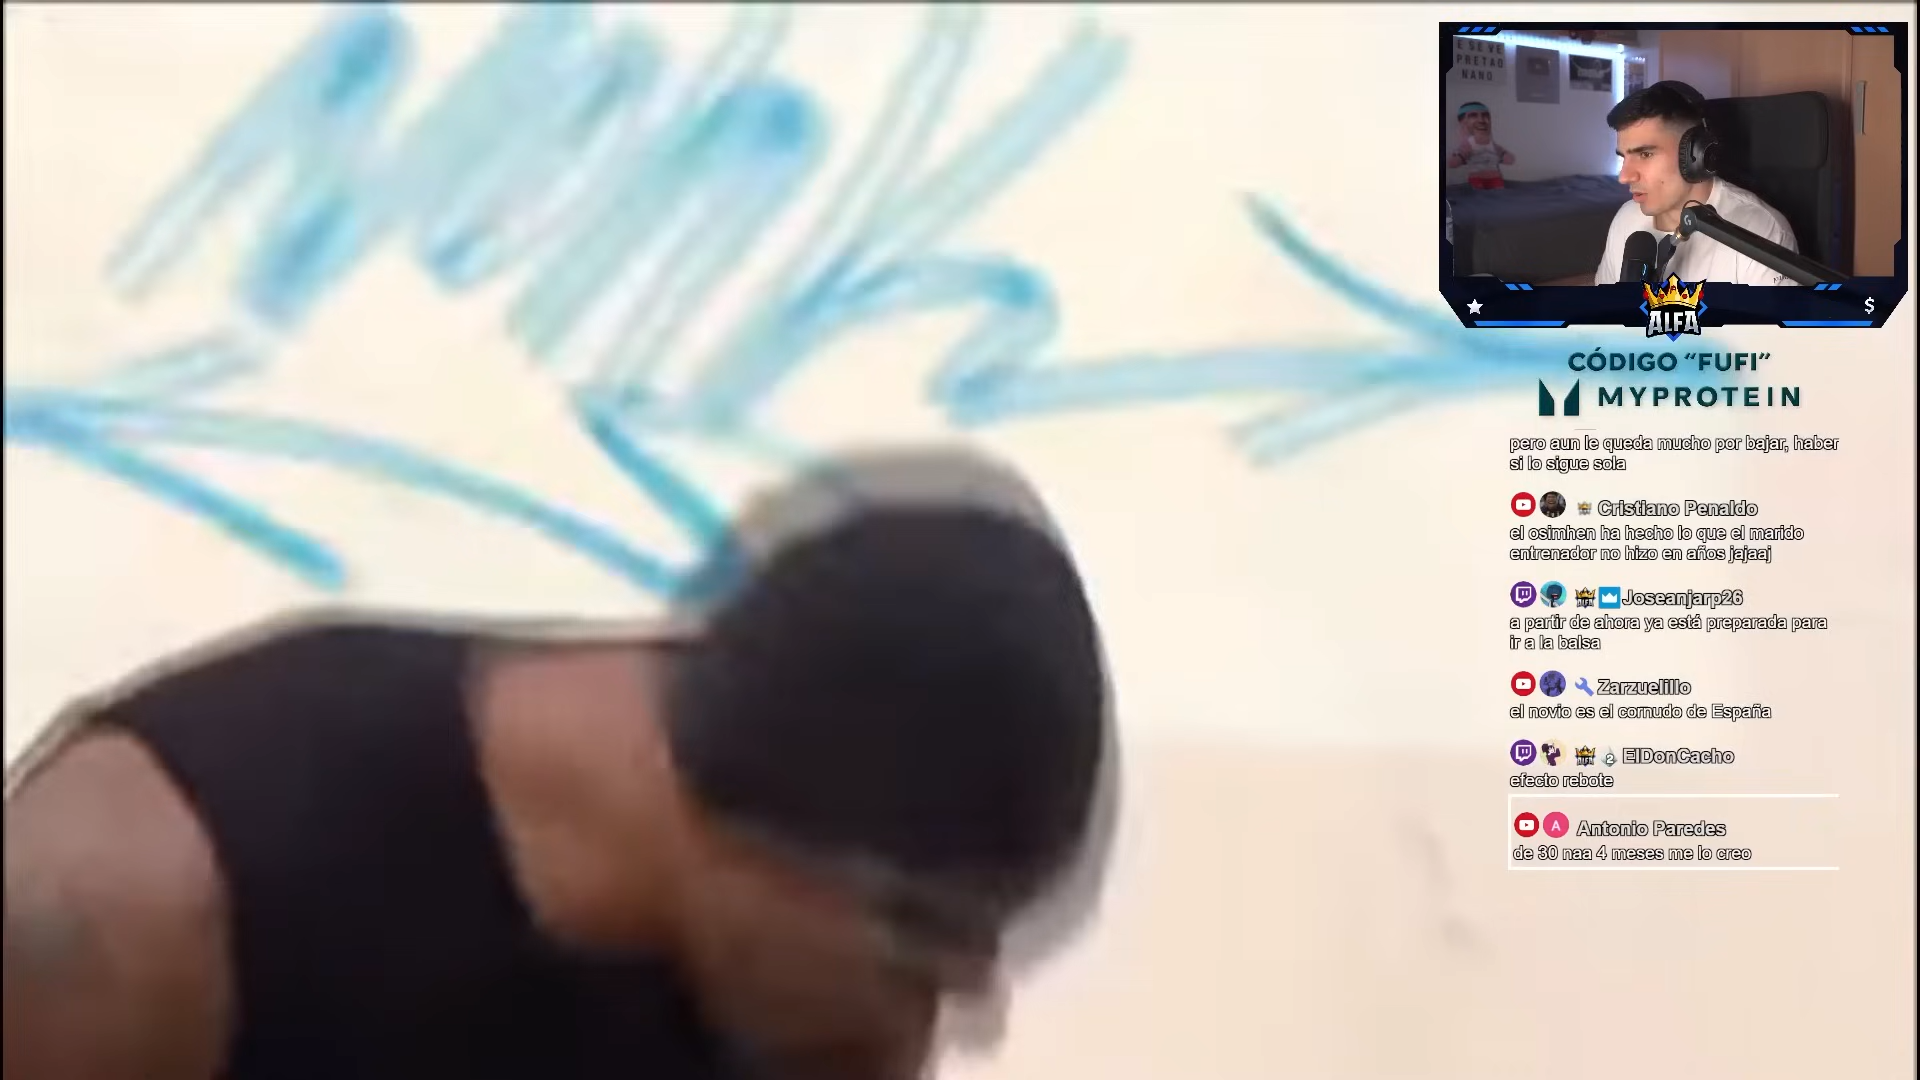 E SE VE
PRETAO
NANO
ALFA
CÓDIGO “FUFI”
MYPROTEIN
pero aun le queda mucho por bajar, haber
si lo sigue sola
Cristiano Penaldo
el osimhen ha hecho lo que el marido
entrenador no hizo en años jajaaj
Joseanjarp26
a partir de ahora ya está preparada para
ir a la balsa
Zarzuelillo
el novio es el cornudo de España
2 ElDonCacho
efecto rebote
A Antonio Paredes
de 30 naa 4 meses me lo creo